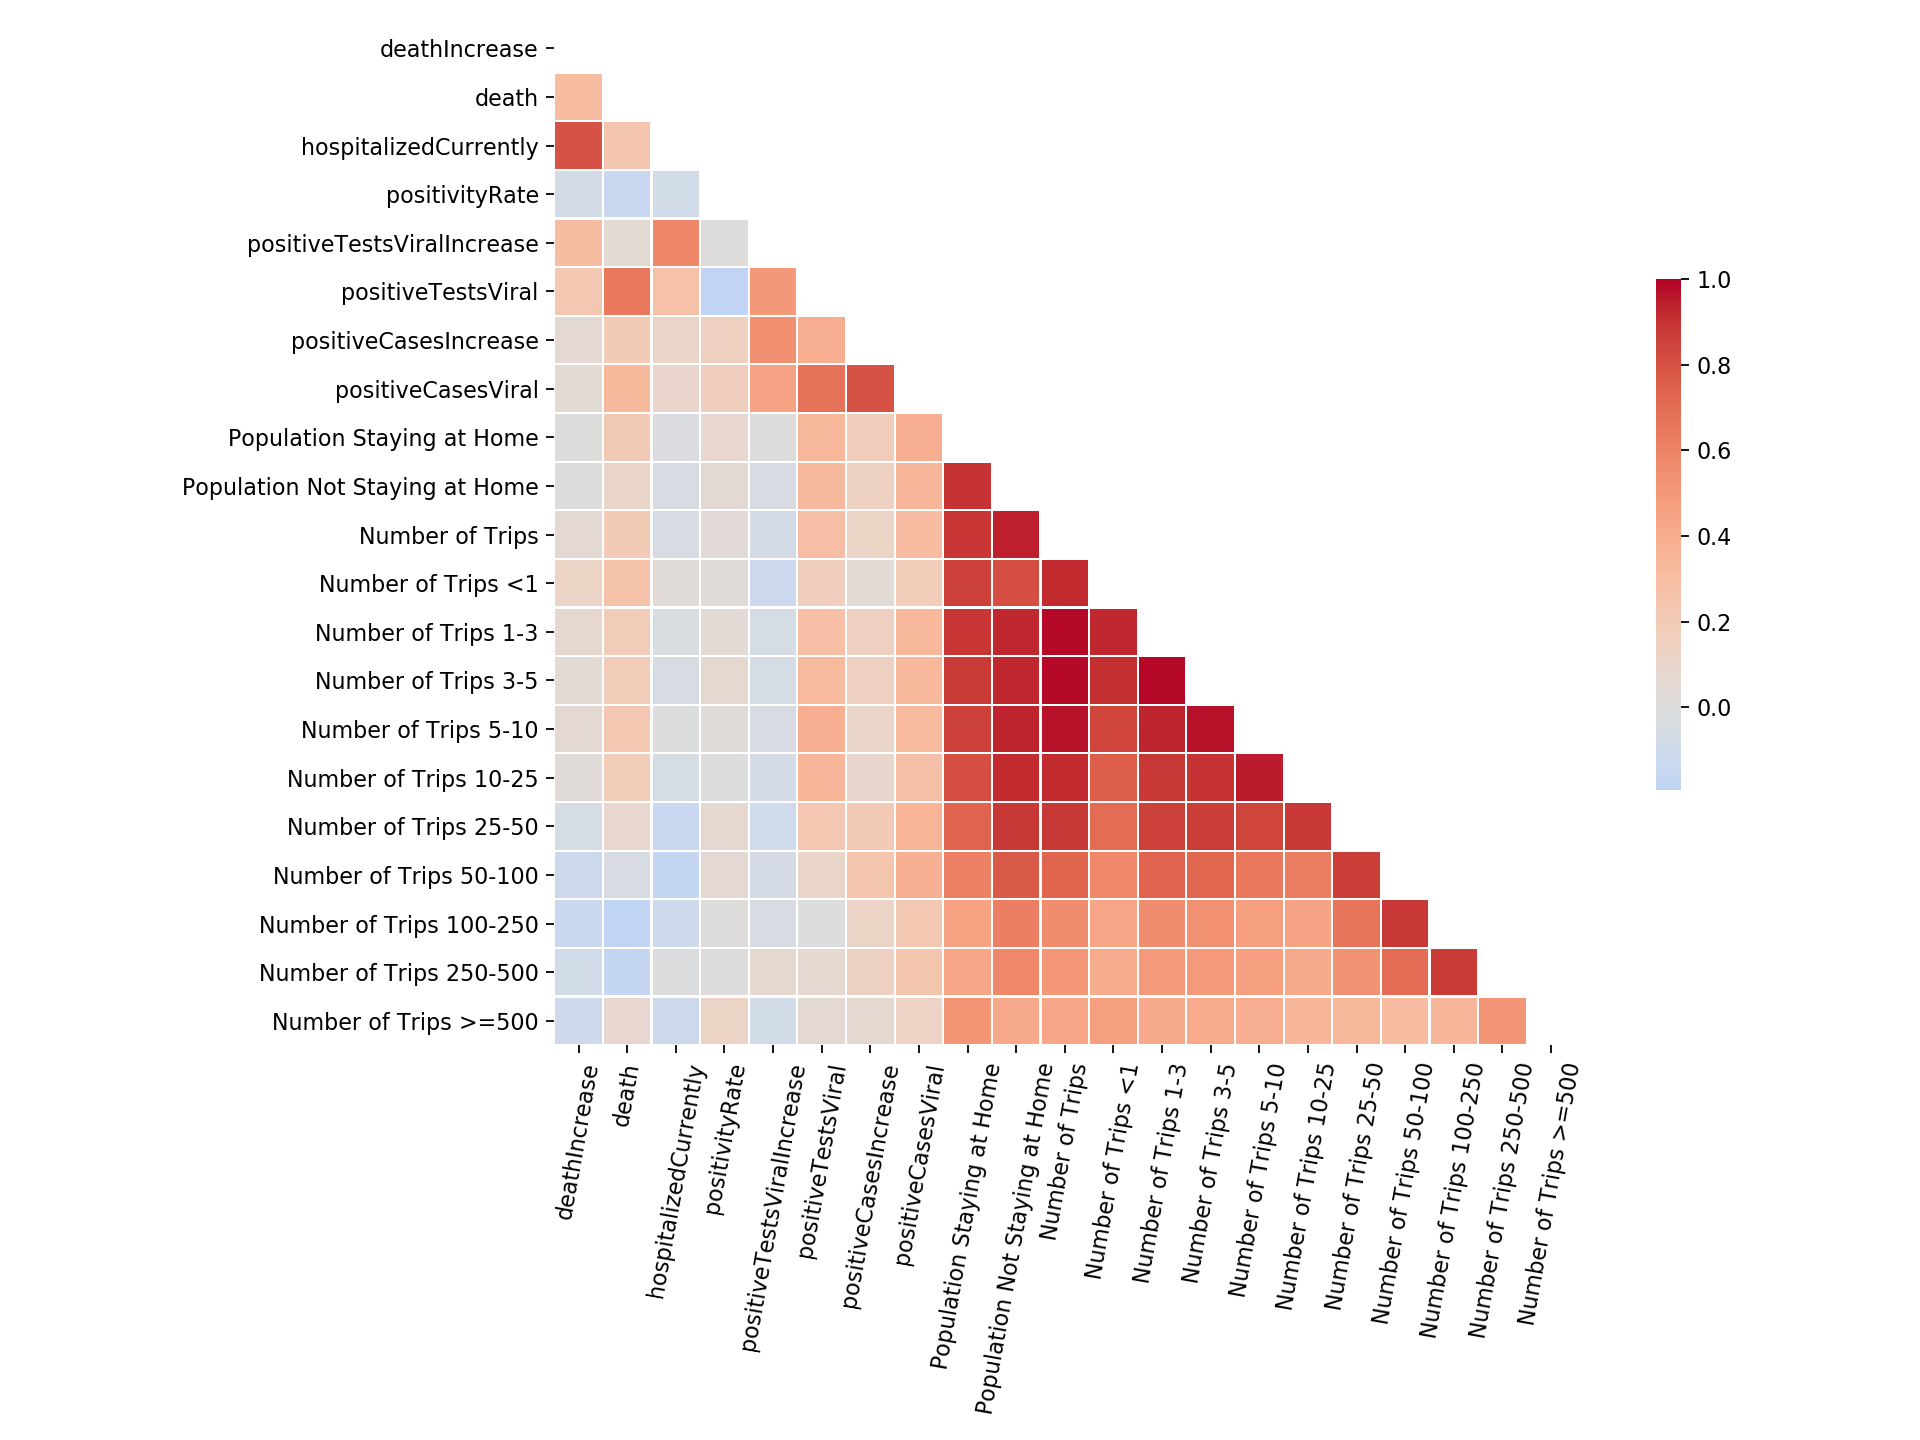 deathIncrease
death
hospitalizedCurrently
positivityRate
positiveTestsViralIncrease
positiveTestsViral
positiveCasesIncrease
positiveCasesViral
Population Staying at Home
Population Not Staying at Home
Number of Trips
Number of Trips <1
Number of Trips 1-3
Number of Trips 3-5
Number of Trips 5-10
Number of Trips 10-25
Number of Trips 25-50
Number of Trips 50-100
Number of Trips 100-250
Number of Trips 250-500
Number of Trips >=500
deathIncrease
death
hospitalizedCurrently
positivityRate
positiveTestsViralIncrease
positiveTestsViral
positiveCasesIncrease
positiveCasesViral
Population Staying at Home
Population Not Staying at Home
Number of Trips
Number of Trips <1
Number of Trips 1-3
Number of Trips 3-5
Number of Trips 5-10
Number of Trips 10-25
Number of Trips 25-50
Number of Trips 50-100
Number of Trips 100-250
Number of Trips 250-500
Number of Trips >=500
1.0
0.8
0.6
0.4
0.2
0.0